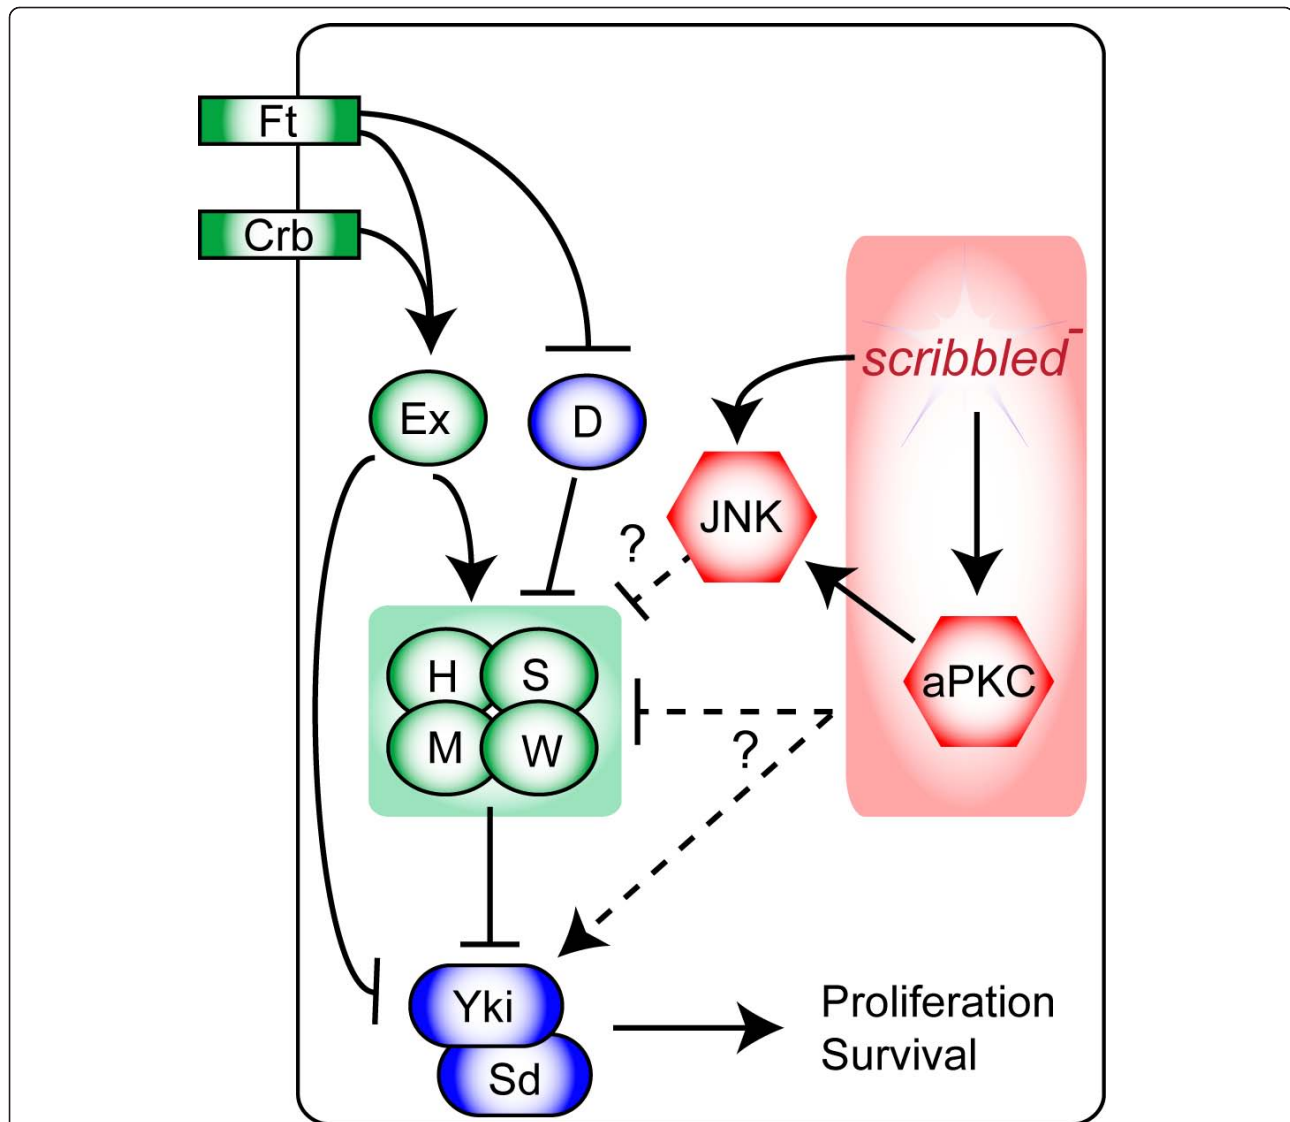 Ft
Crb
scribbled⁻
Ex
D
JNK
?
H
S
aPKC
M
W
?
Yki
Sd
Proliferation
Survival